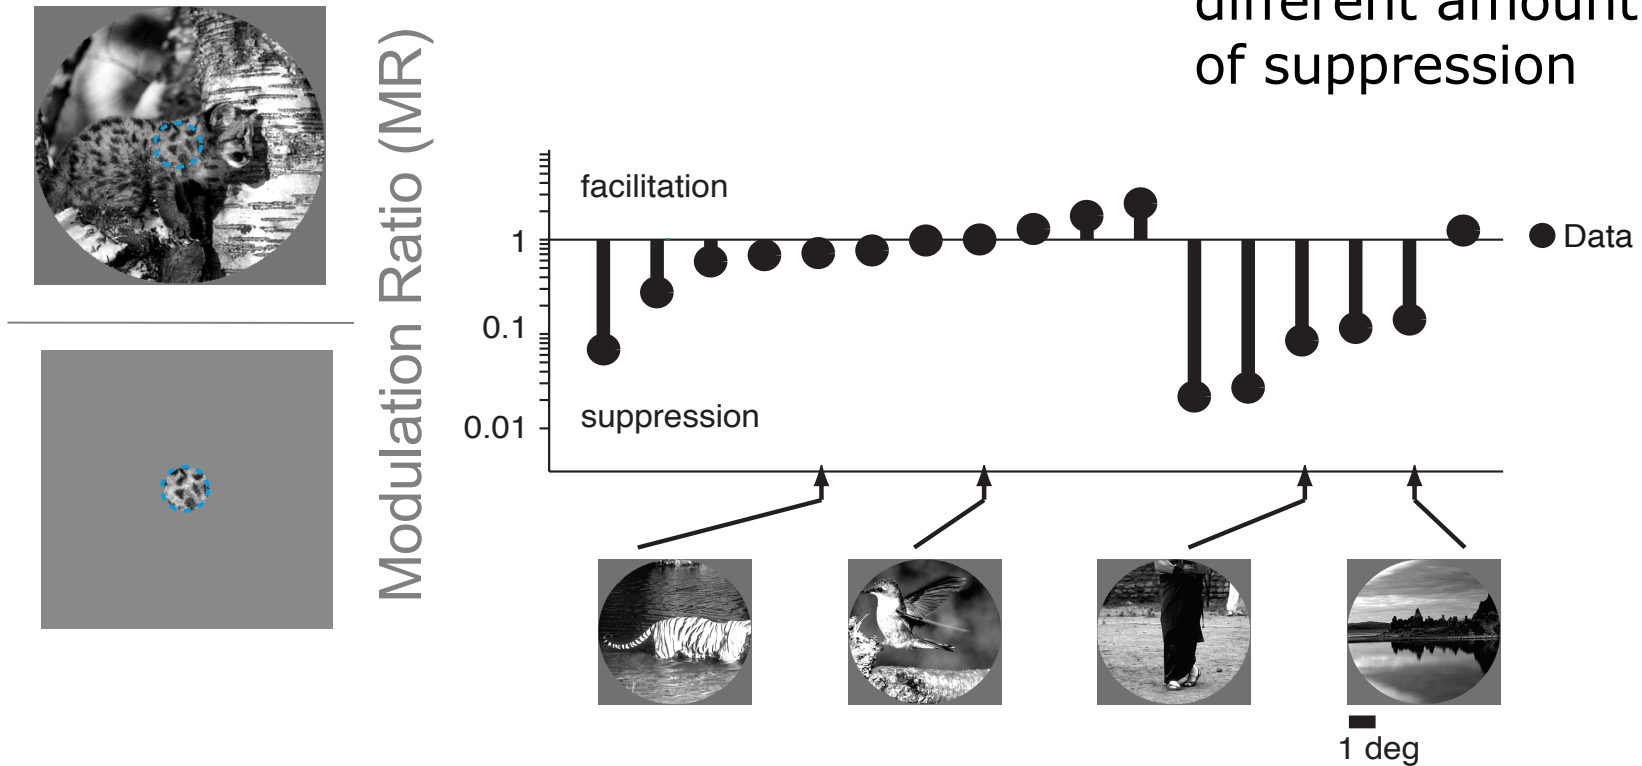 different amount
of suppression
Modulation Ratio (MR)
facilitation
1
Data
0.1
suppression
0.01
1 deg